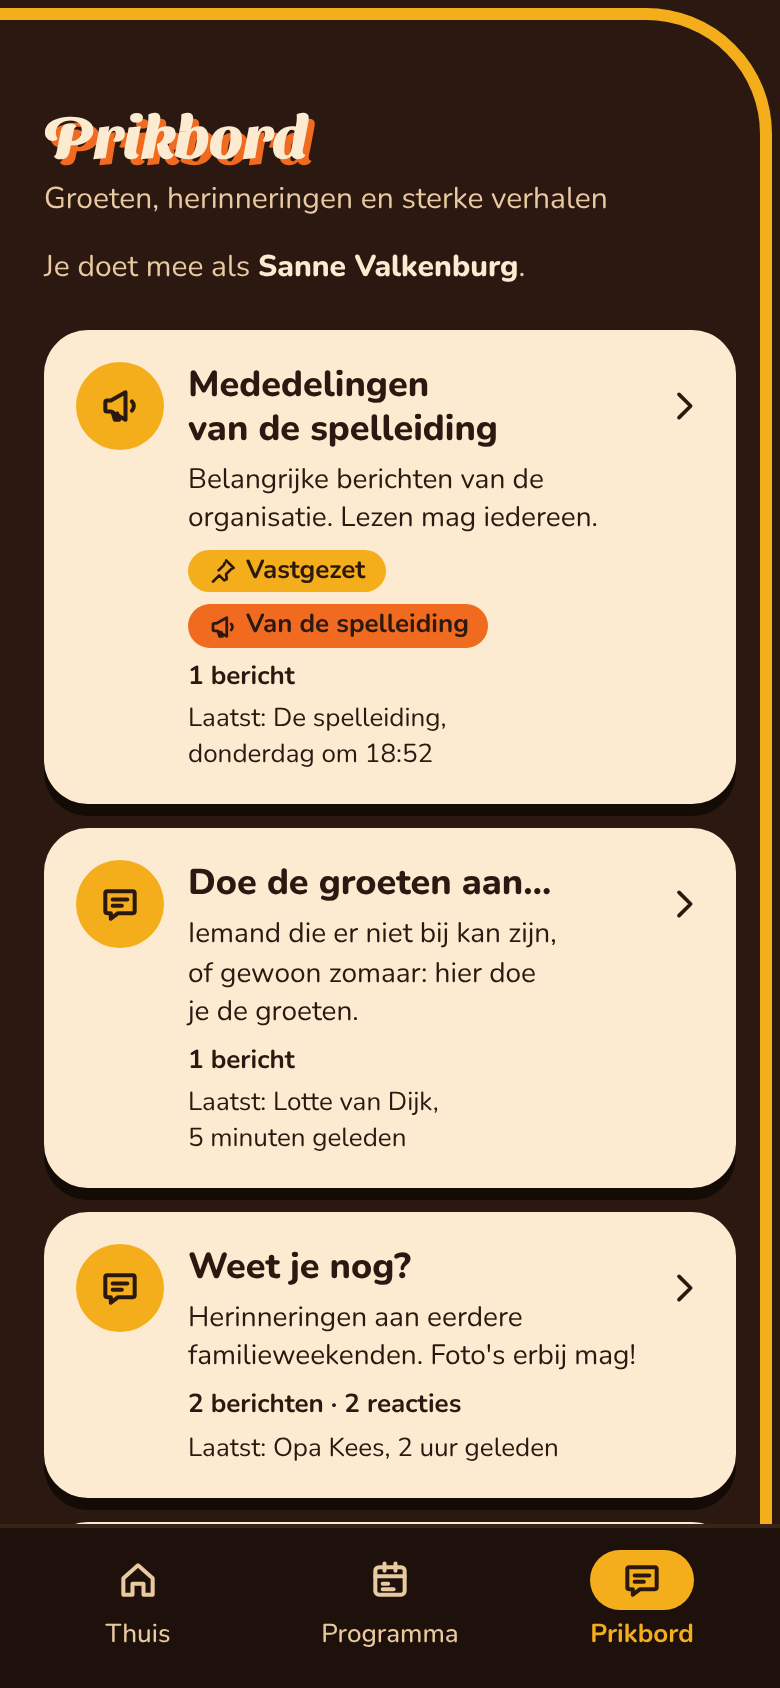 Prikbord
Groeten, herinneringen en sterke verhalen
Je doet mee als Sanne Valkenburg.
Mededelingen
van de spelleiding
Belangrijke berichten van de
organisatie. Lezen mag iedereen.
Vastgezet
Van de spelleiding
1 bericht
Laatst: De spelleiding,
donderdag om 18:52
Doe de groeten aan...
Iemand die er niet bij kan zijn,
of gewoon zomaar: hier doe
je de groeten.
1 bericht
Laatst: Lotte van Dijk,
5 minuten geleden
Weet je nog?
Herinneringen aan eerdere
familieweekenden. Foto's erbij mag!
2 berichten · 2 reacties
Laatst: Opa Kees, 2 uur geleden
Thuis
Programma
Prikbord